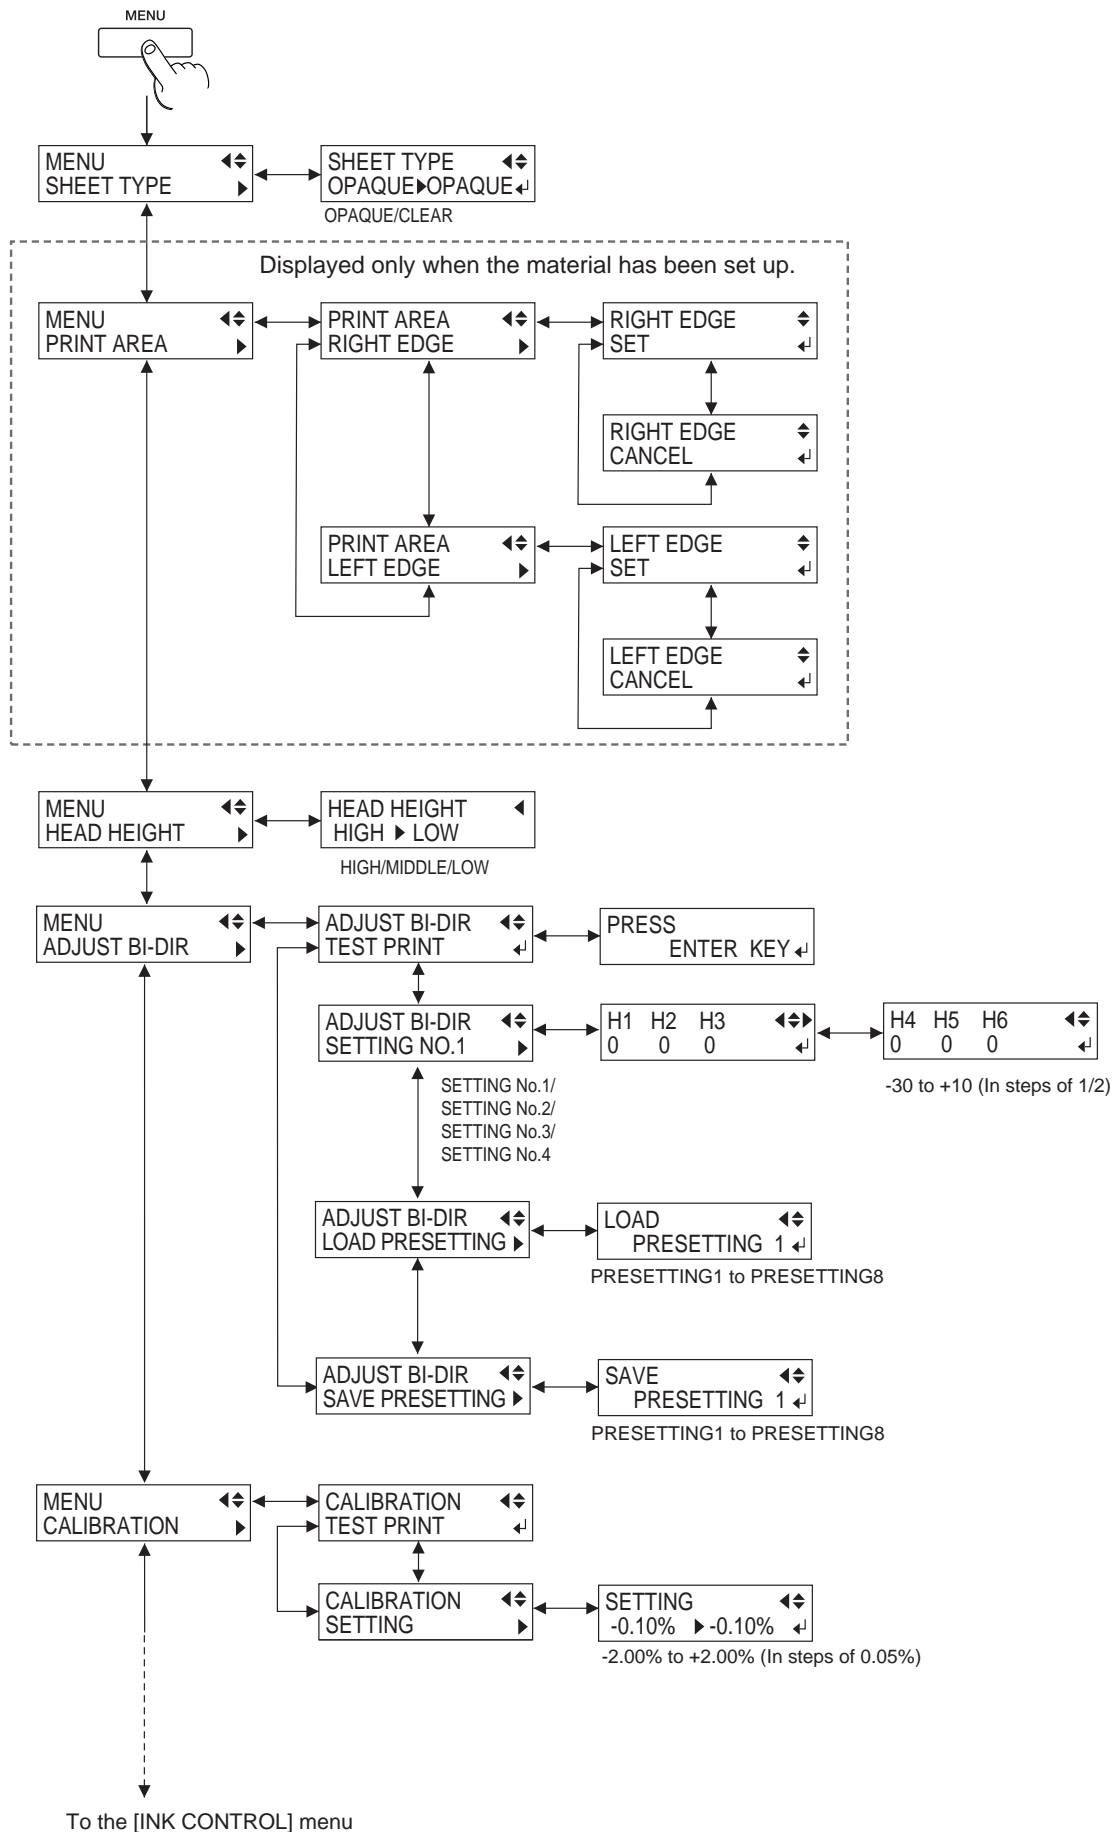 MENU
MENU
SHEET TYPE
SHEET TYPE
OPAQUE▶OPAQUE
OPAQUE/CLEAR
Displayed only when the material has been set up.
MENU
PRINT AREA
PRINT AREA
RIGHT EDGE
RIGHT EDGE
SET
RIGHT EDGE
CANCEL
PRINT AREA
LEFT EDGE
LEFT EDGE
SET
LEFT EDGE
CANCEL
MENU
HEAD HEIGHT
HEAD HEIGHT
HIGH ▶ LOW
HIGH/MIDDLE/LOW
MENU
ADJUST BI-DIR
ADJUST BI-DIR
TEST PRINT
PRESS
ENTER KEY
ADJUST BI-DIR
SETTING NO.1
H1 H2 H3
0 0 0
H4 H5 H6
0 0 0
-30 to +10 (In steps of 1/2)
SETTING No.1/
SETTING No.2/
SETTING No.3/
SETTING No.4
ADJUST BI-DIR
LOAD PRESETTING
LOAD
PRESETTING 1
PRESETTING1 to PRESETTING8
ADJUST BI-DIR
SAVE PRESETTING
SAVE
PRESETTING 1
PRESETTING1 to PRESETTING8
MENU
CALIBRATION
CALIBRATION
TEST PRINT
CALIBRATION
SETTING
SETTING
-0.10% ▶-0.10%
-2.00% to +2.00% (In steps of 0.05%)
To the [INK CONTROL] menu